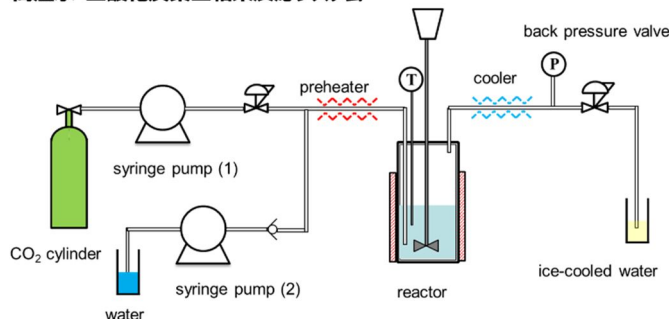 back pressure valve
P
preheater
T
cooler
syringe pump (1)
CO₂ cylinder
ice-cooled water
syringe pump (2)
reactor
water